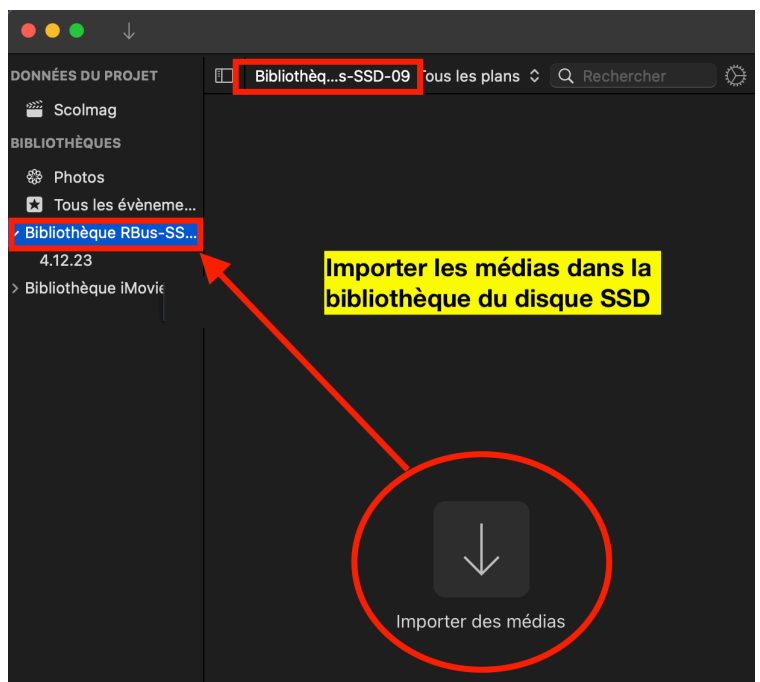 DONNÉES DU PROJET
Bibliothèq...s-SSD-09 Tous les plans Rechercher
Scolmag
BIBLIOTHÈQUES
Photos
Tous les évèneme...
Bibliothèque RBus-SS...
4.12.23
Bibliothèque iMovie
Importer les médias dans la
bibliothèque du disque SSD
Importer des médias